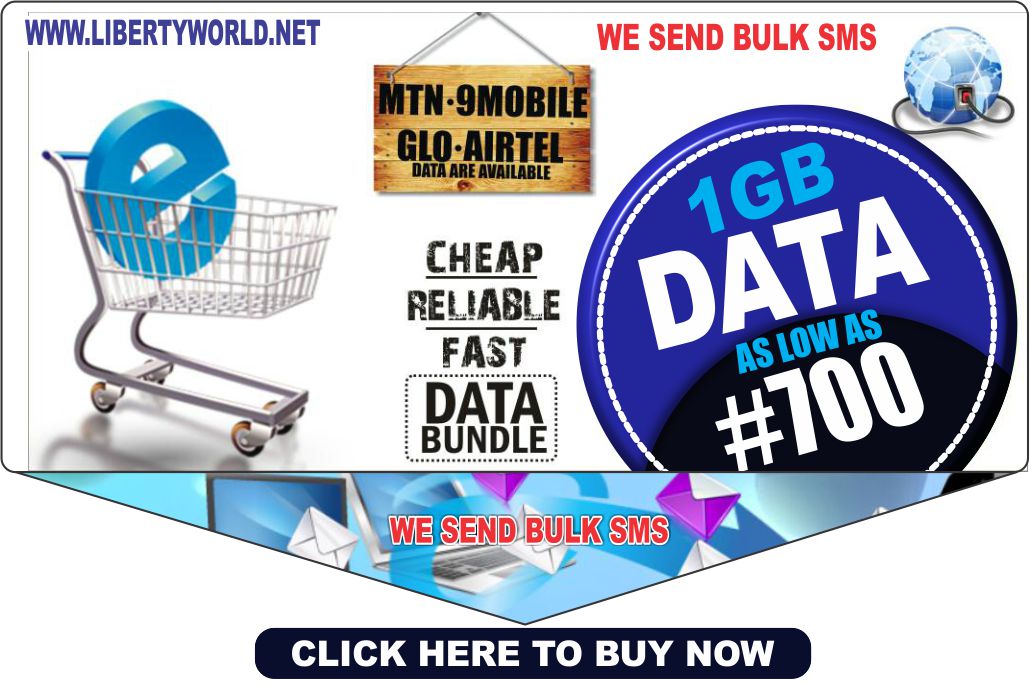 WWW.LIBERTYWORLD.NET
WE SEND BULK SMS
MTN·9MOBILE
GLO·AIRTEL
DATA ARE AVAILABLE
e
1GB
DATA
AS LOW AS
#700
CHEAP
RELIABLE
FAST
DATA
BUNDLE
WE SEND BULK SMS
CLICK HERE TO BUY NOW